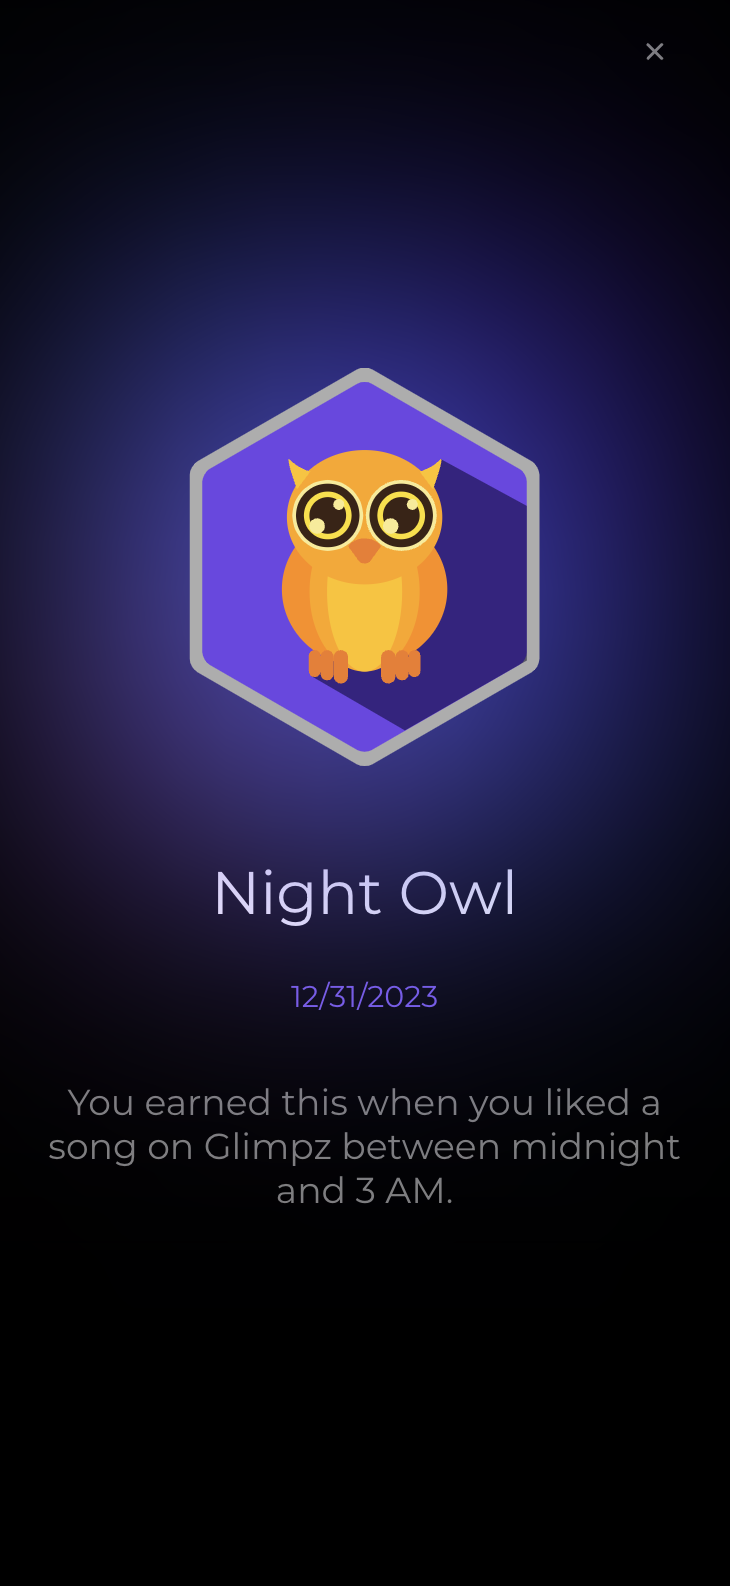 Night Owl
12/31/2023
You earned this when you liked a
song on Glimpz between midnight
and 3 AM.